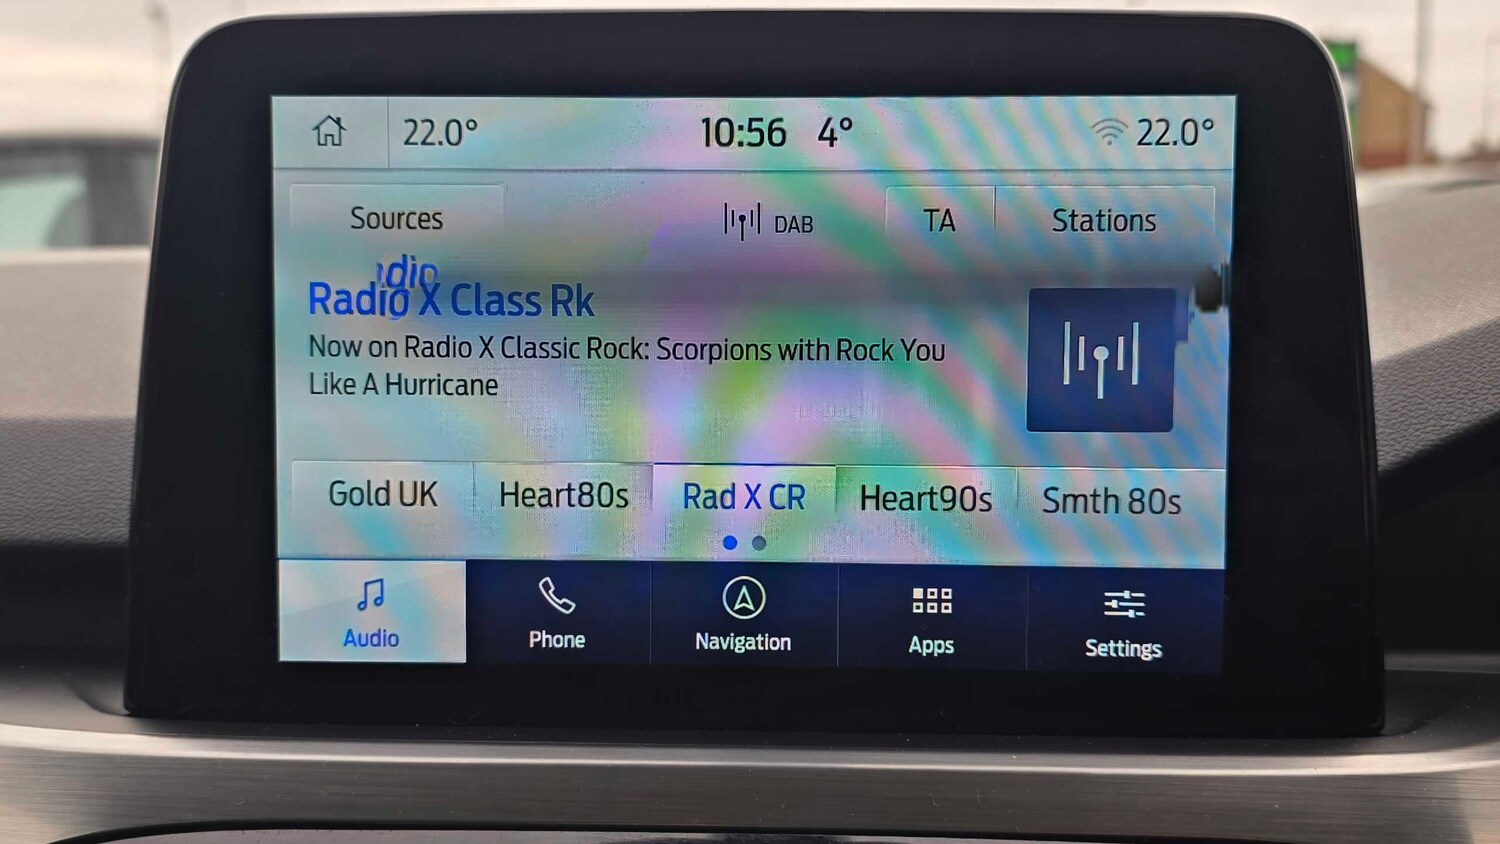 22.0°
10:56 4°
22.0°
Sources
DAB
TA
Stations
Radio X Class Rk
Now on Radio X Classic Rock: Scorpions with Rock You
Like A Hurricane
Gold UK
Heart80s
Rad X CR
Heart90s
Smth 80s
Audio
Phone
Navigation
Apps
Settings